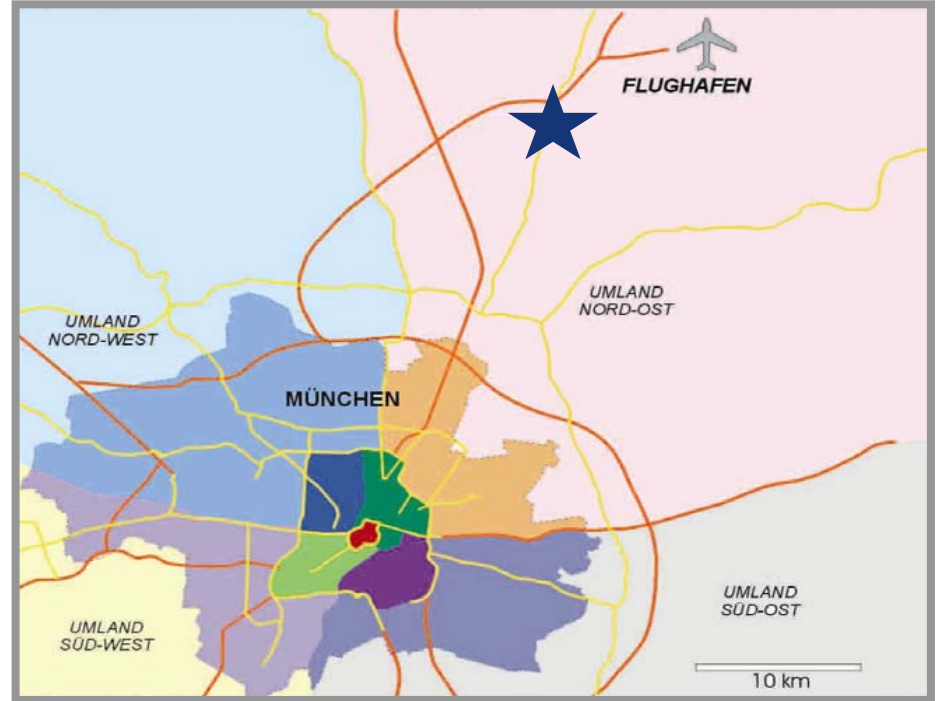 FLUGHAFEN
UMLAND
NORD-OST
UMLAND
NORD-WEST
MÜNCHEN
UMLAND
SÜD-OST
UMLAND
SÜD-WEST
10 km